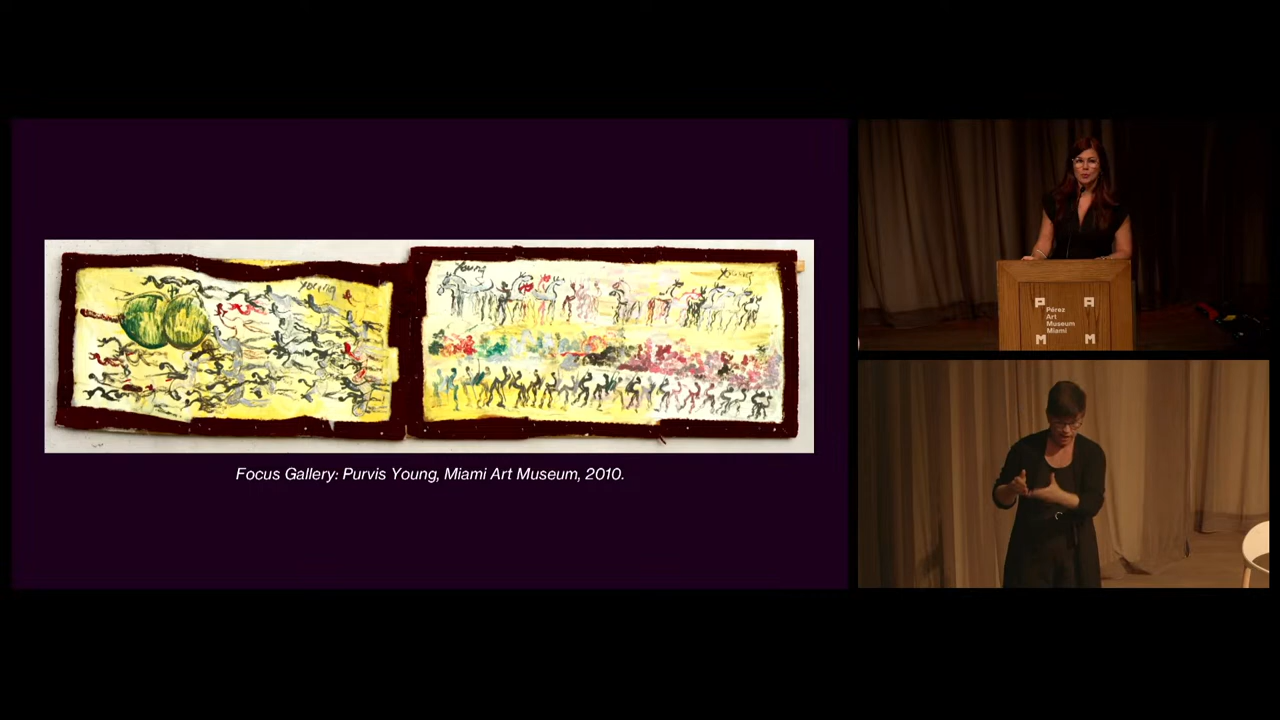 young
Young
Young
Focus Gallery: Purvis Young, Miami Art Museum, 2010.
P A
Pérez
Art
Museum
Miami
M M